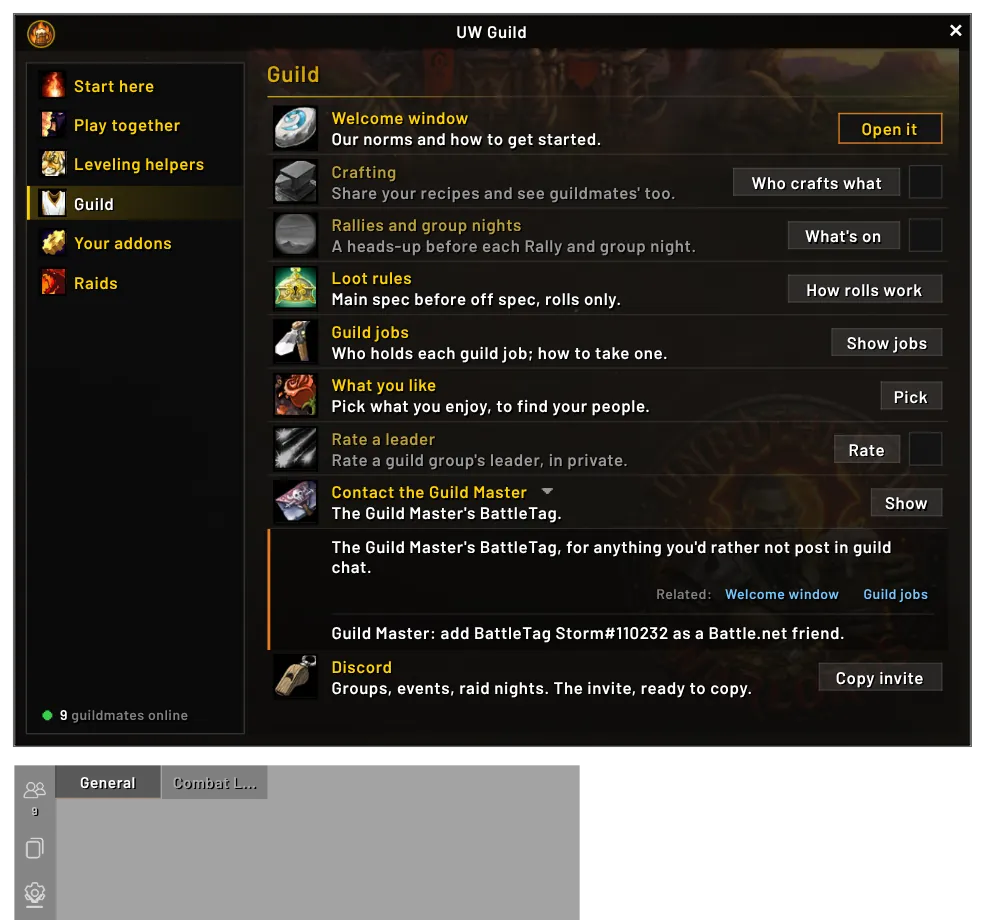 UW Guild
Start here
Play together
Leveling helpers
Guild
Your addons
Raids
9 guildmates online
Guild
Welcome window
Our norms and how to get started.
Open it
Crafting
Share your recipes and see guildmates' too.
Who crafts what
Rallies and group nights
A heads-up before each Rally and group night.
What's on
Loot rules
Main spec before off spec, rolls only.
How rolls work
Guild jobs
Who holds each guild job; how to take one.
Show jobs
What you like
Pick what you enjoy, to find your people.
Pick
Rate a leader
Rate a guild group's leader, in private.
Rate
Contact the Guild Master
The Guild Master's BattleTag.
Show
The Guild Master's BattleTag, for anything you'd rather not post in guild
chat.
Related: Welcome window Guild jobs
Guild Master: add BattleTag Storm#110232 as a Battle.net friend.
Discord
Groups, events, raid nights. The invite, ready to copy.
Copy invite
General
Combat L...
9